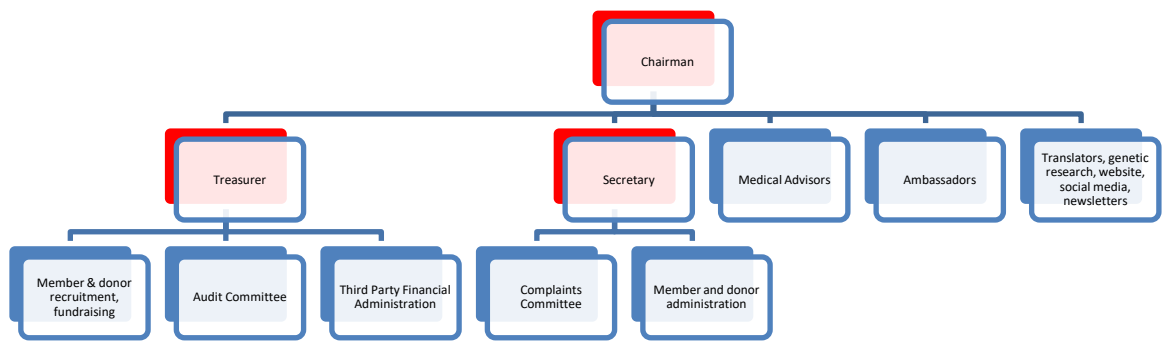 Chairman
Treasurer
Secretary
Medical Advisors
Ambassadors
Translators, genetic
research, website,
social media,
newsletters
Member & donor
recruitment,
fundraising
Audit Committee
Third Party Financial
Administration
Complaints
Committee
Member and donor
administration